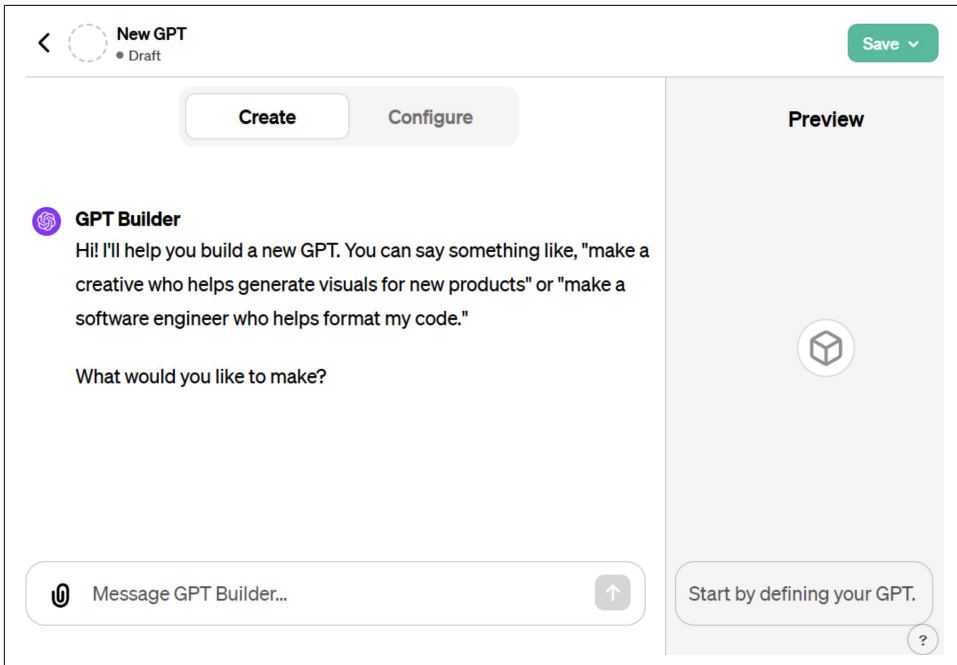 New GPT
Draft
Save
Create
Configure
Preview
GPT Builder
Hi! I'll help you build a new GPT. You can say something like, "make a
creative who helps generate visuals for new products" or "make a
software engineer who helps format my code."
What would you like to make?
Message GPT Builder...
Start by defining your GPT.
?